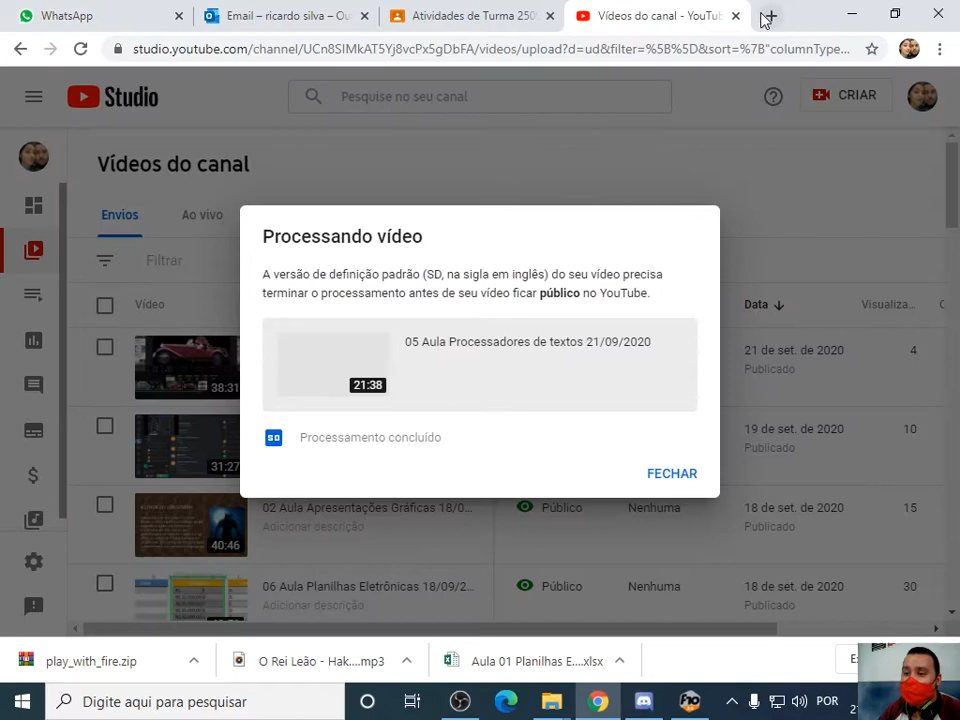 WhatsApp
Email – ricardo silva – Ou
Atividades de Turma 250
Vídeos do canal - YouTub
studio.youtube.com/channel/UCn8SIMkAT5Yj8vcPx5gDbFA/videos/upload?d=ud&filter=%5B%5D&sort=%7B"columnType...
Studio
Pesquise no seu canal
CRIAR
Vídeos do canal
Envios
Ao vivo
Filtrar
Processando vídeo
A versão de definição padrão (SD, na sigla em inglês) do seu vídeo precisa
terminar o processamento antes de seu vídeo ficar público no YouTube.
05 Aula Processadores de textos 21/09/2020
21:38
SD Processamento concluído
FECHAR
Vídeo
Data
Visualiza...
38:31
21 de set. de 2020
4
Publicado
31:27
19 de set. de 2020
10
Publicado
40:46
02 Aula Apresentações Gráficas 18/0...
Adicionar descrição
Público
Nenhuma
18 de set. de 2020
15
Publicado
06 Aula Planilhas Eletrônicas 18/09/2...
Adicionar descrição
Público
Nenhuma
18 de set. de 2020
30
Publicado
play_with_fire.zip
O Rei Leão - Hak....mp3
Aula 01 Planilhas E....xlsx
Digite aqui para pesquisar
POR